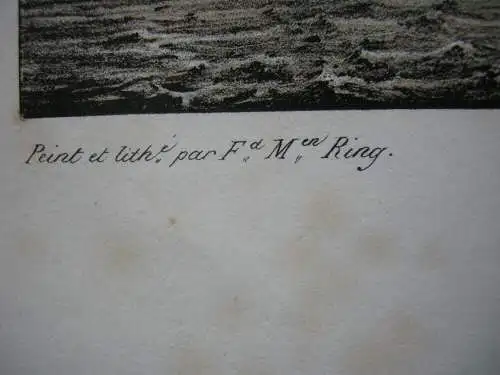 Peint et lith.é par F.d M.en Ring.